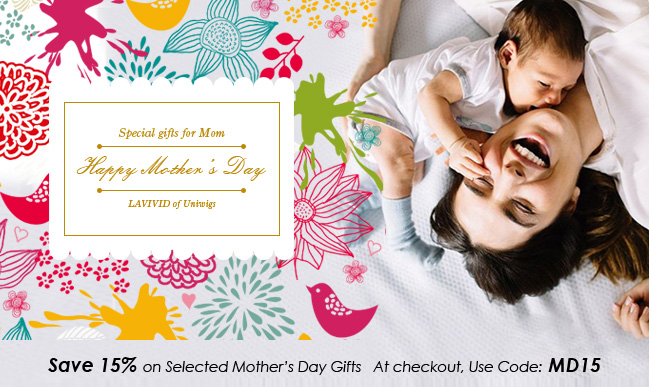 Special gifts for Mom
Happy Mother's Day
LAVIVID of Uniwigs
Save 15% on Selected Mother's Day Gifts At checkout, Use Code: MD15